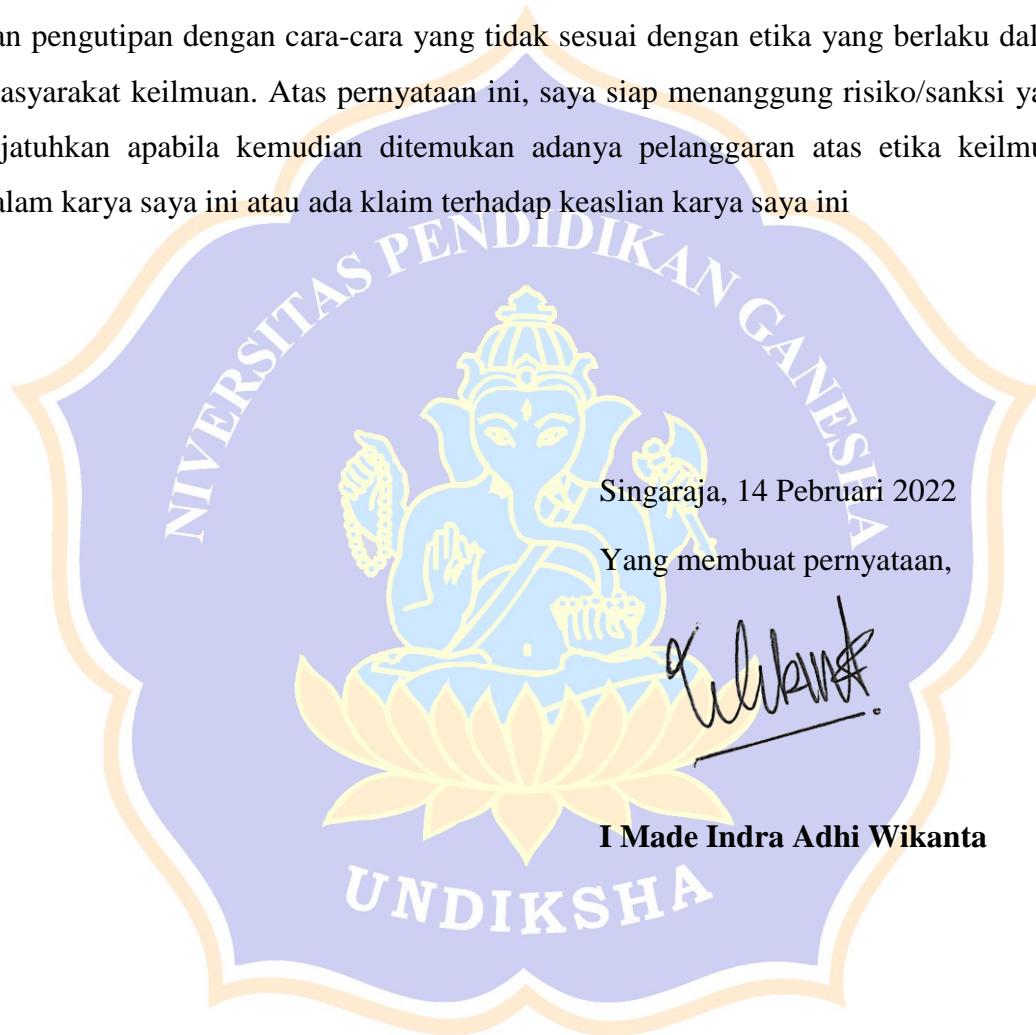 an pengutipan dengan cara-cara yang tidak sesuai dengan etika yang berlaku dal
asyarakat keilmuan. Atas pernyataan ini, saya siap menanggung risiko/sanksi ya
jatuhkan apabila kemudian ditemukan adanya pelanggaran atas etika keilmu
alam karya saya ini atau ada klaim terhadap keaslian karya saya ini
NIVERSITAS PENDIDIKAN GANESHA
Singaraja, 14 Pebruari 2022
Yang membuat pernyataan,
I Made Indra Adhi Wikanta
UNDIKSHA